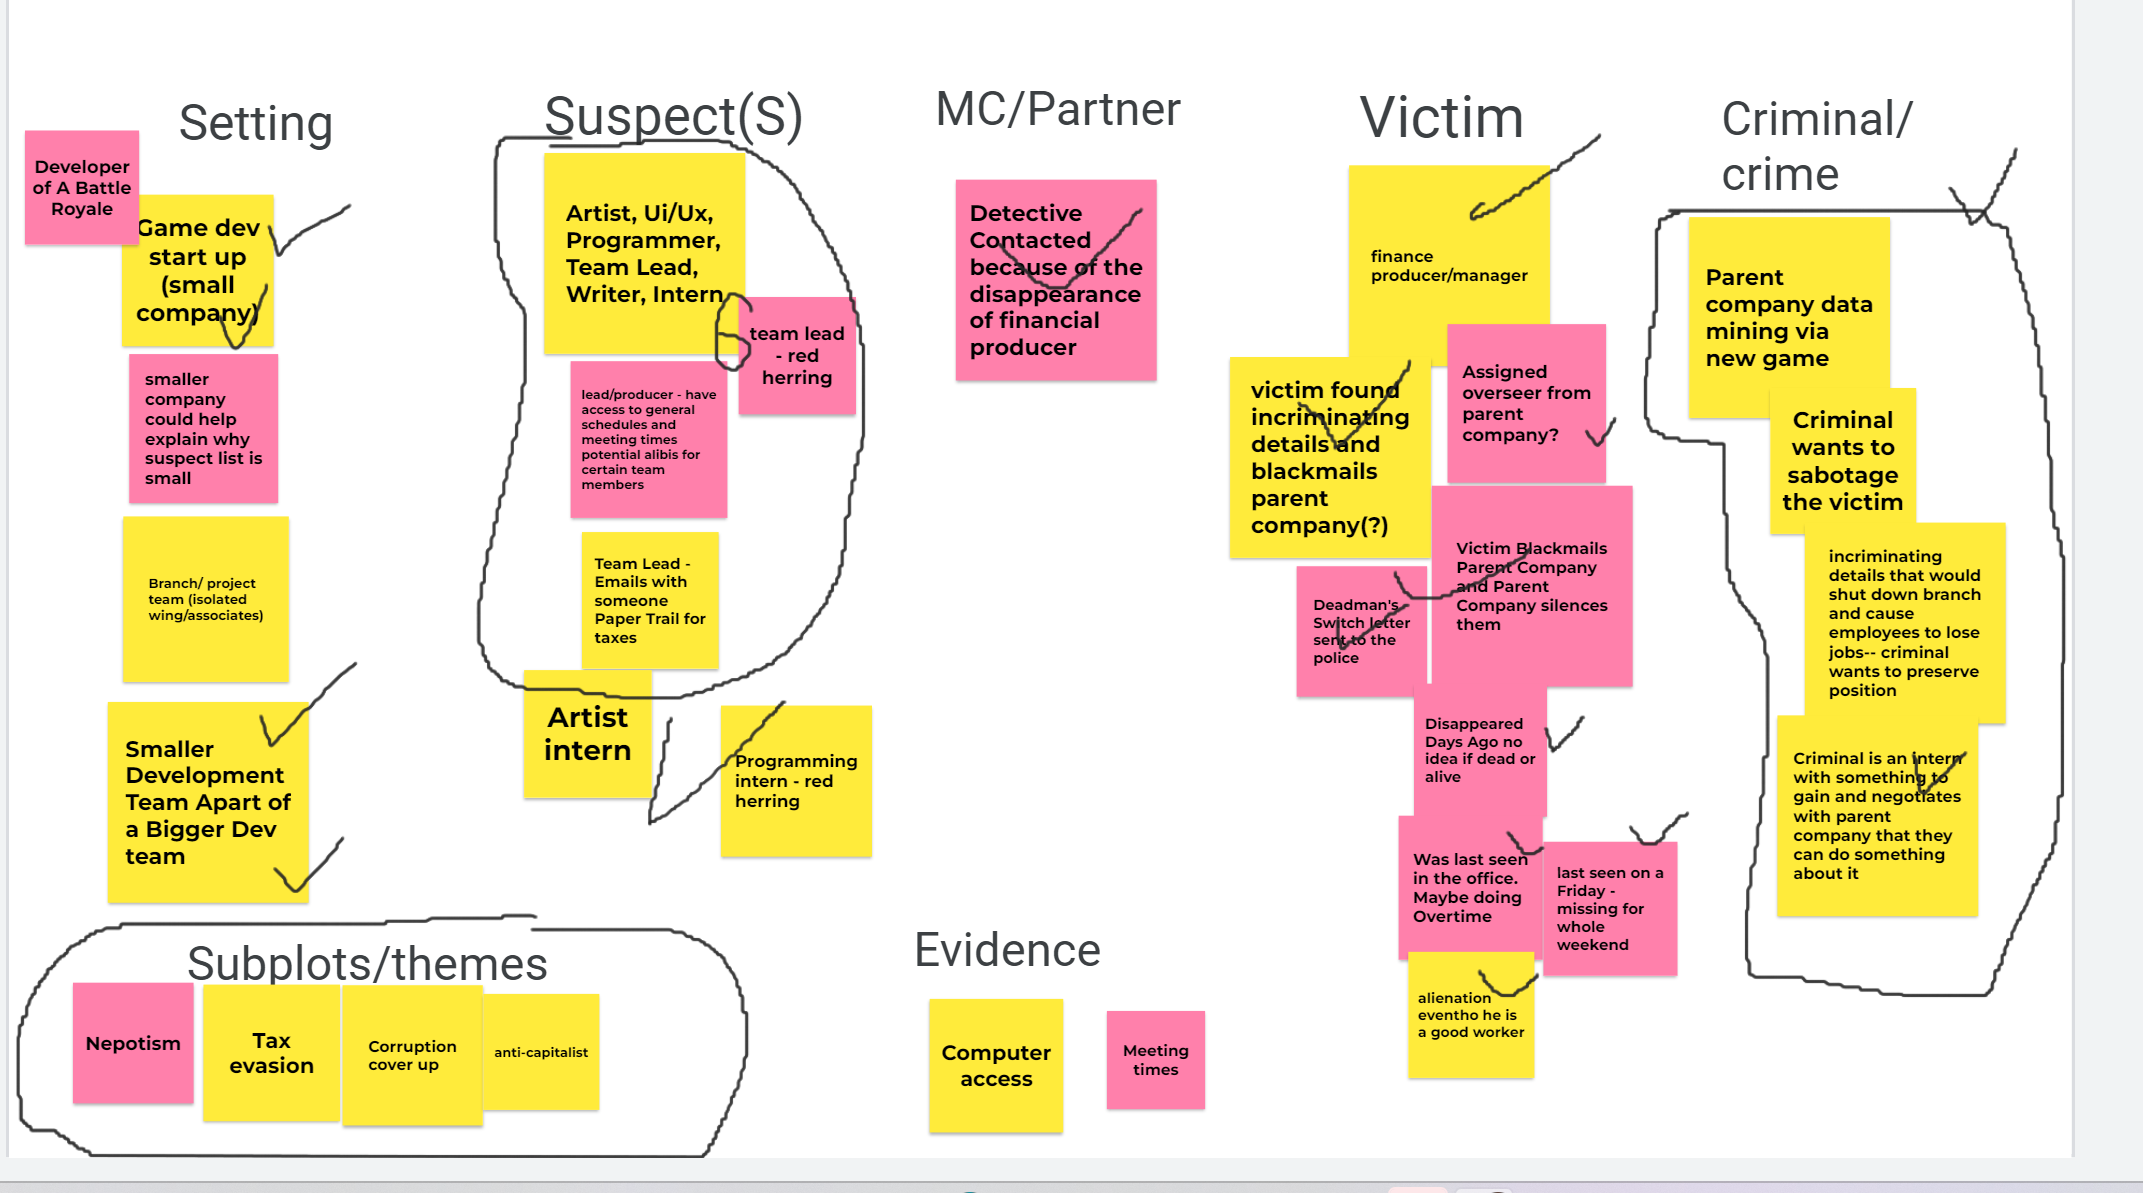 Setting
Developer
of A Battle
Royale
Game dev
start up
(small
company)
smaller
company
could help
explain why
suspect list is
small
Branch/ project
team (isolated
wing/associates)
Smaller
Development
Team Apart of
a Bigger Dev
team
Suspect(S)
Artist, Ui/Ux,
Programmer,
Team Lead,
Writer, Intern
team lead
- red
herring
lead/producer - have
access to general
schedules and
meeting times
potential alibis for
certain team
members
Team Lead -
Emails with
someone
Paper Trail for
taxes
Artist
intern
Programming
intern - red
herring
MC/Partner
Detective
Contacted
because of the
disappearance
of financial
producer
Victim
finance
producer/manager
victim found
incriminating
details and
blackmails
parent
company(?)
Assigned
overseer from
parent
company?
Victim Blackmails
Parent Company
and Parent
Company silences
them
Deadman's
Switch letter
sent to the
police
Disappeared
Days Ago no
idea if dead or
alive
Was last seen
in the office.
Maybe doing
Overtime
last seen on a
Friday -
missing for
whole
weekend
alienation
eventho he is
a good worker
Criminal/
crime
Parent
company data
mining via
new game
Criminal
wants to
sabotage
the victim
incriminating
details that would
shut down branch
and cause
employees to lose
jobs-- criminal
wants to preserve
position
Criminal is an intern
with something to
gain and negotiates
with parent
company that they
can do something
about it
Subplots/themes
Nepotism
Tax
evasion
Corruption
cover up
anti-capitalist
Evidence
Computer
access
Meeting
times